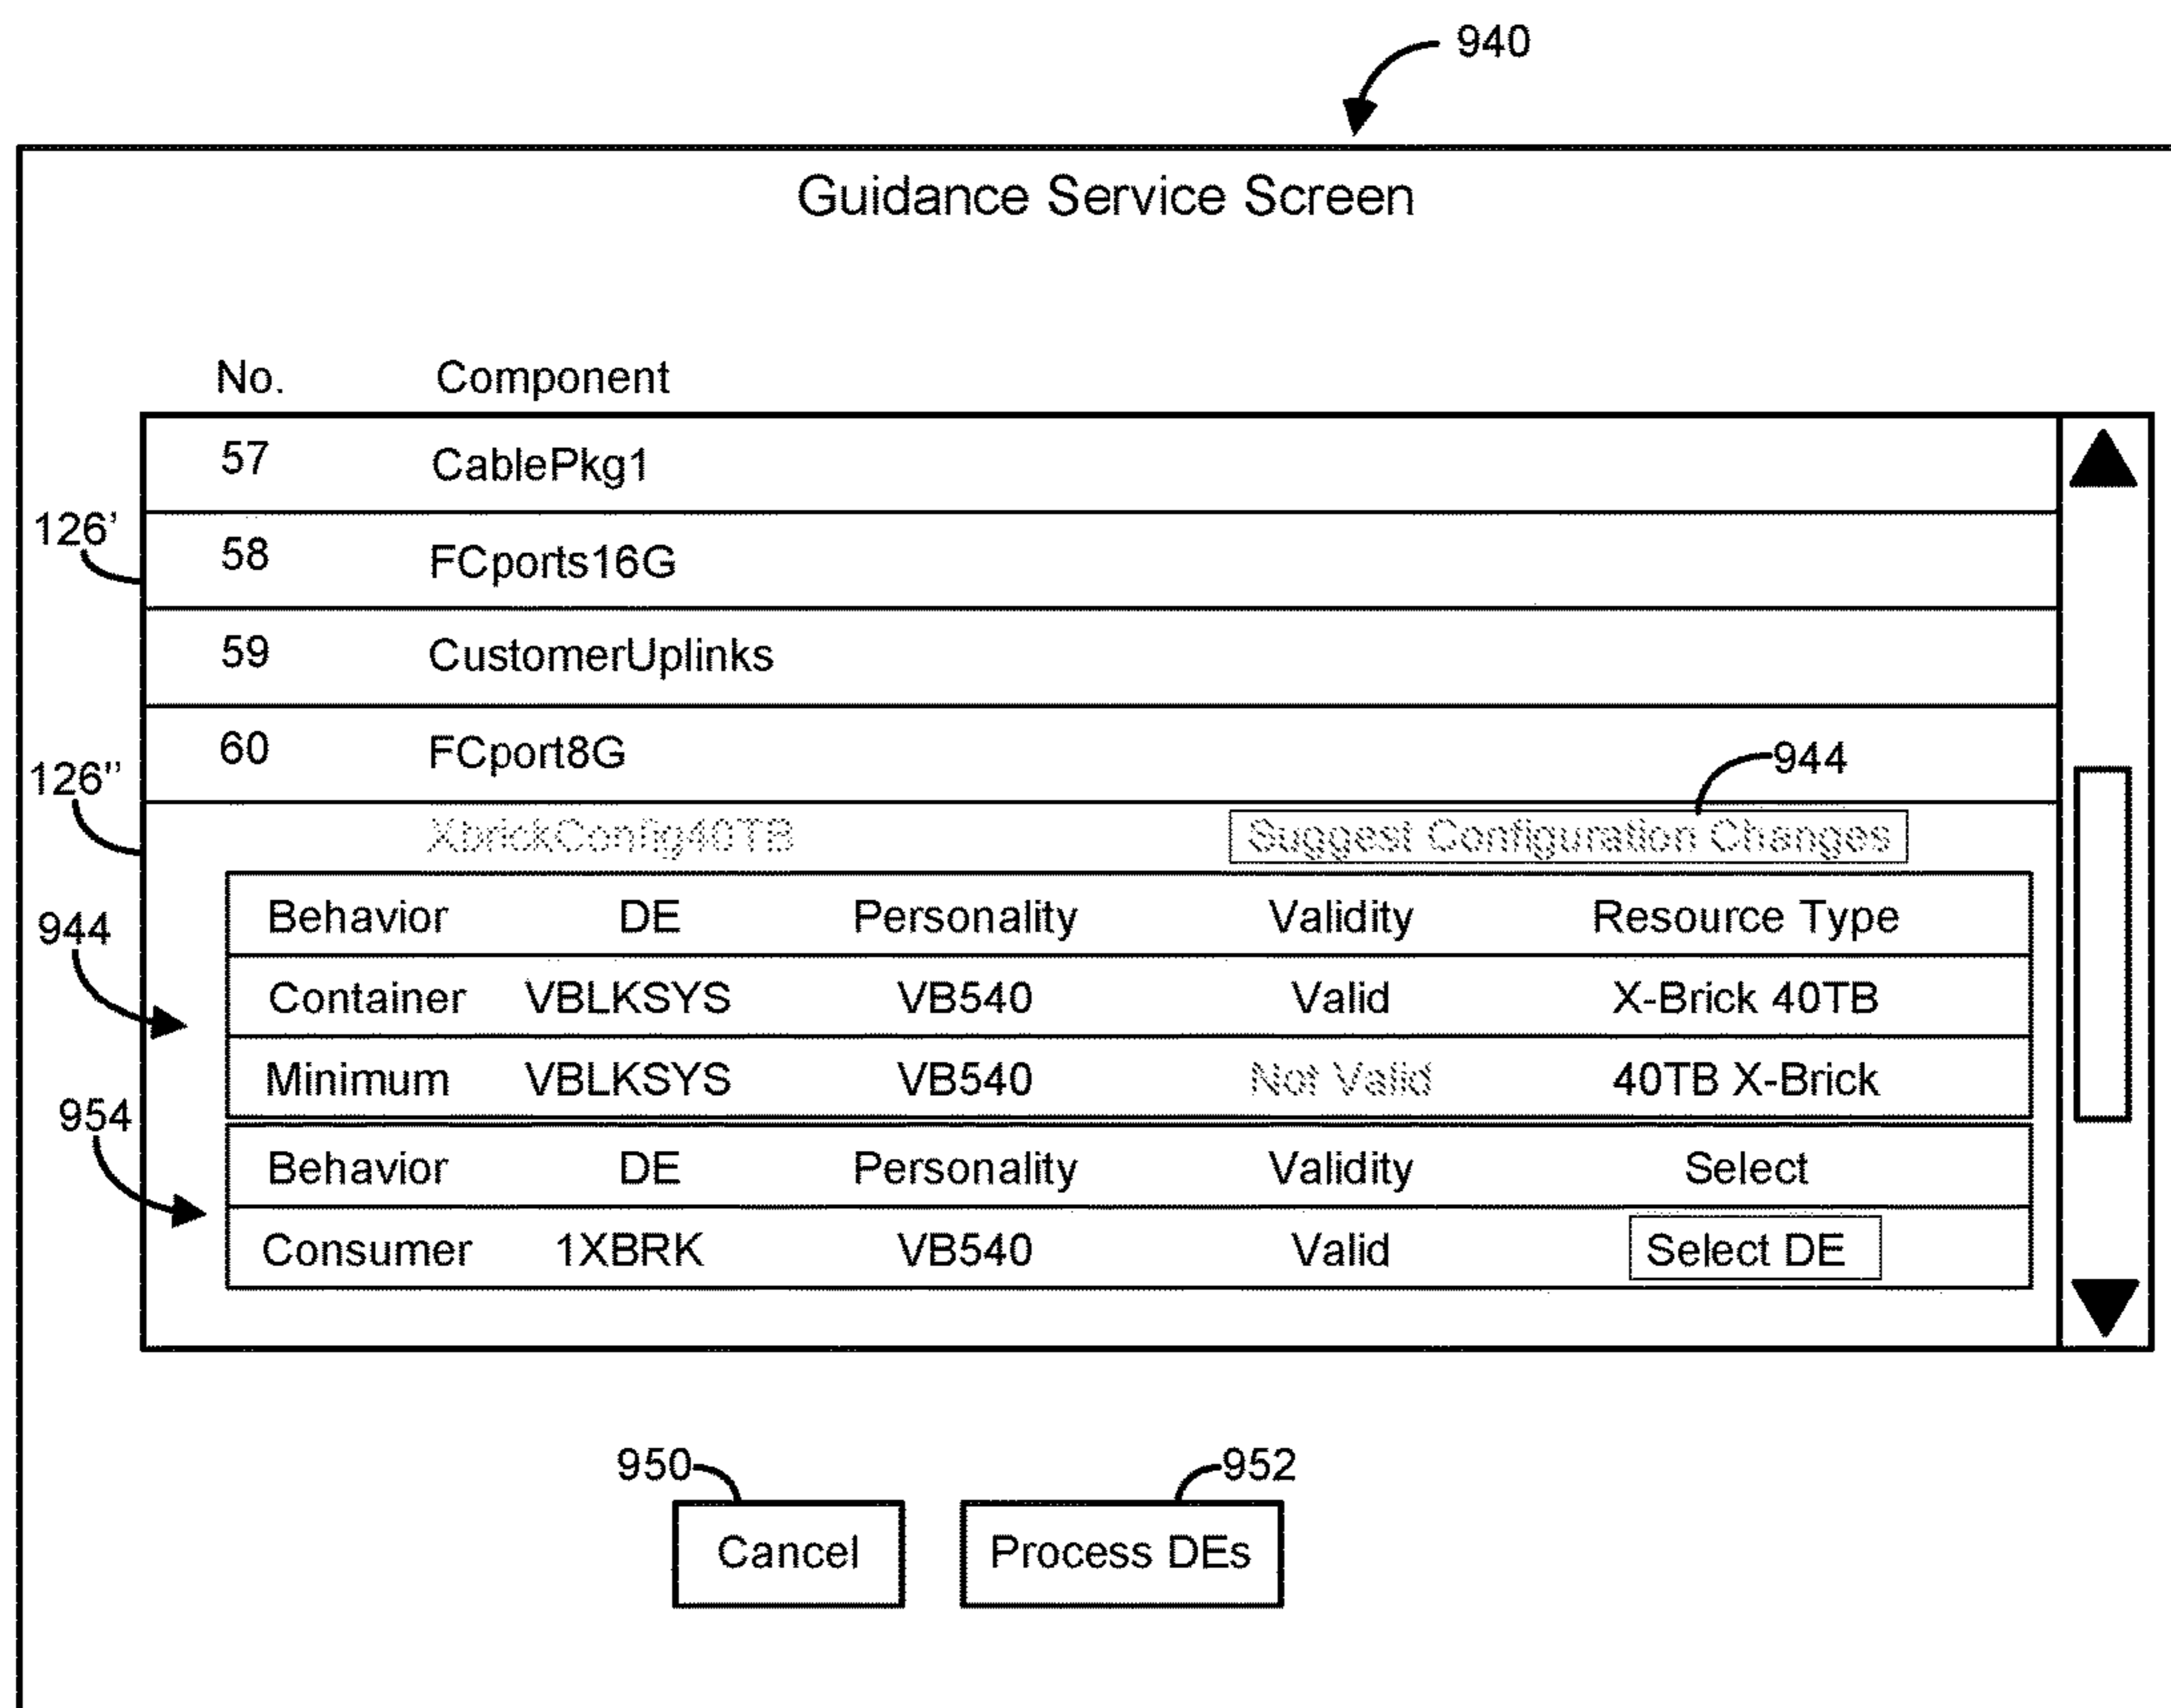 940
Guidance Service Screen
No. Component
57 CablePkg1
126’ 58 FCports16G
59 CustomerUplinks
60 FCport8G
944
126”
XbrickConfig40TB Suggest Configuration Changes
944 Behavior DE Personality Validity Resource Type
Container VBLKSYS VB540 Valid X-Brick 40TB
Minimum VBLKSYS VB540 Not Valid 40TB X-Brick
954
Behavior DE Personality Validity Select
Consumer 1XBRK VB540 Valid Select DE
950 952
Cancel Process DEs